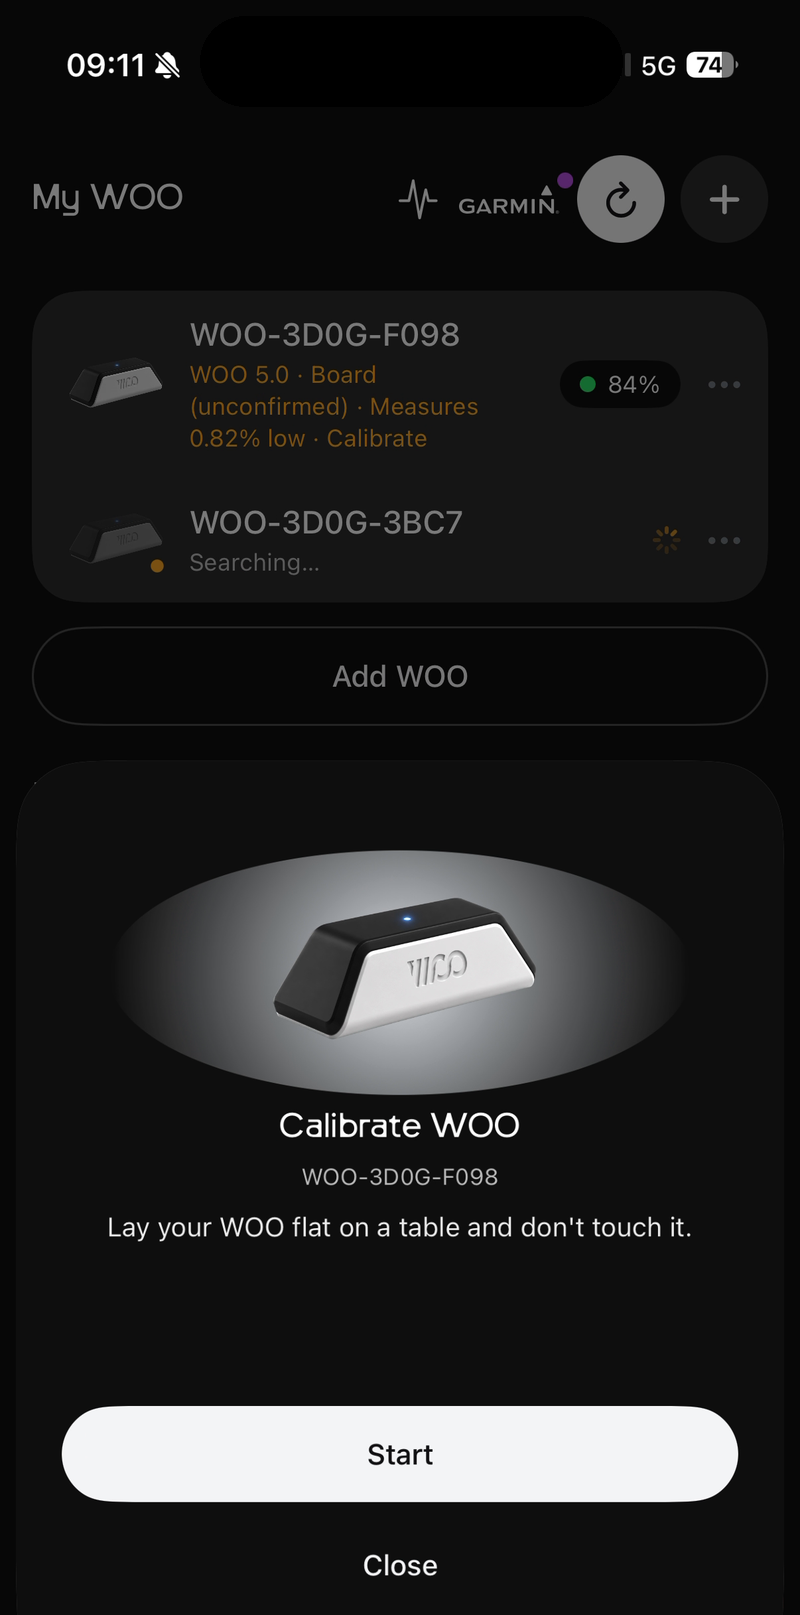 09:11
5G
74
My WOO
GARMIN
WOO-3D0G-F098
WOO 5.0 · Board
(unconfirmed) · Measures
0.82% low · Calibrate
84%
WOO-3D0G-3BC7
Searching...
Add WOO
WOO
Calibrate WOO
WOO-3D0G-F098
Lay your WOO flat on a table and don't touch it.
Start
Close